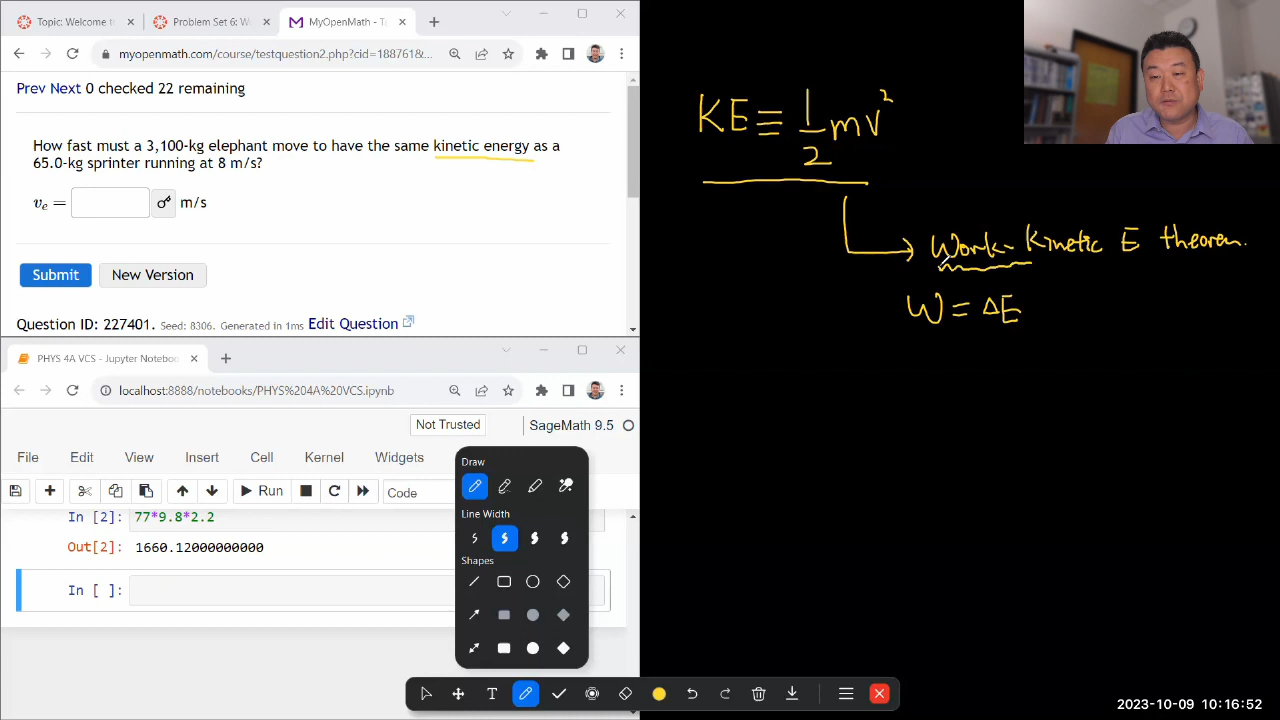 Topic: Welcome to
Problem Set 6: W
MyOpenMath - T
myopenmath.com/course/testquestion2.php?cid=188761&...
Prev Next 0 checked 22 remaining
How fast must a 3,100-kg elephant move to have the same kinetic energy as a
65.0-kg sprinter running at 8 m/s?
vₑ = m/s
Submit New Version
Question ID: 227401. Seed: 8306. Generated in 1ms Edit Question
PHYS 4A VCS - Jupyter Notebook
localhost:8888/notebooks/PHYS%204A%20VCS.ipynb
Not Trusted SageMath 9.5
File Edit View Insert Cell Kernel Widgets
Run Code
In [2]: 77*9.8*2.2
Out[2]: 1660.12000000000
In [ ]:
Draw
Line Width
Shapes
T
KE ≡ 1/2 mv²
Work-Kinetic E theorem.
W = ΔE
2023-10-09 10:16:52